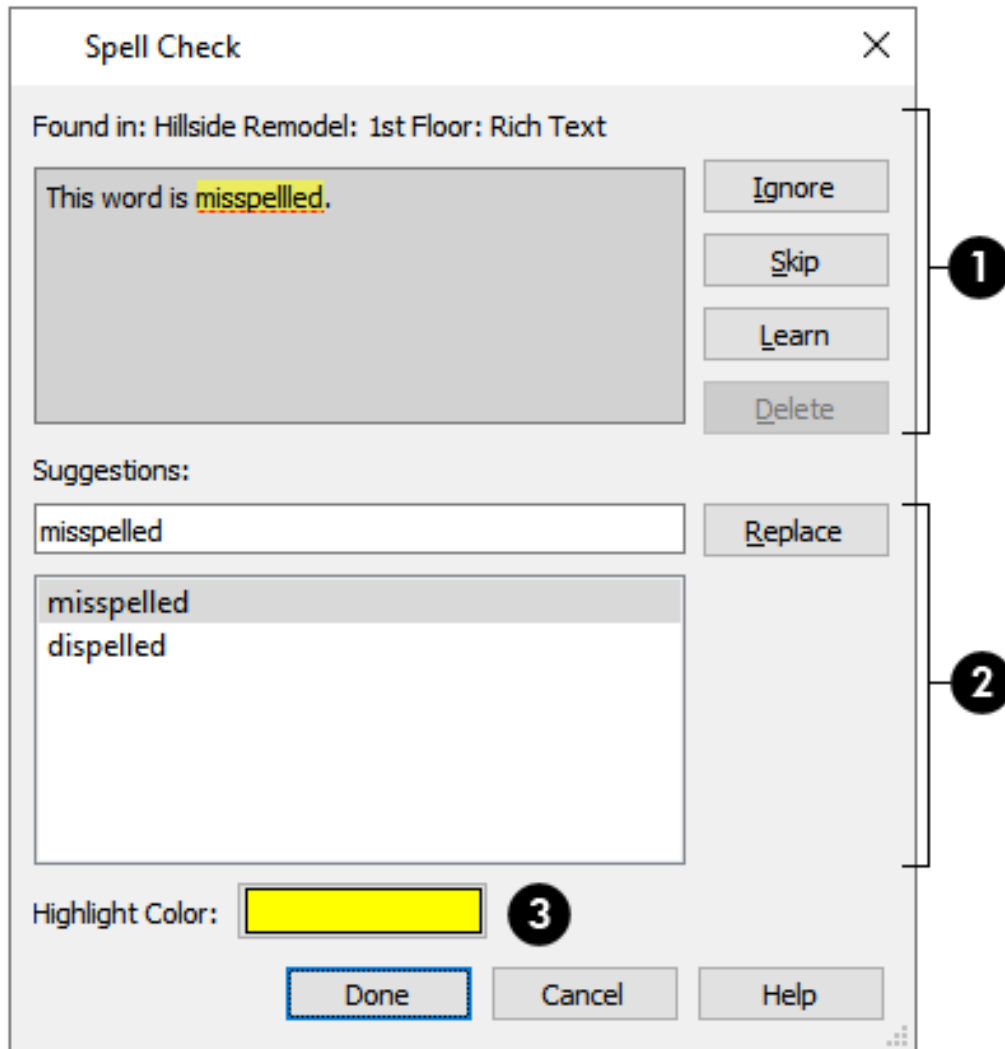 Spell Check
Found in: Hillside Remodel: 1st Floor: Rich Text
This word is misspellled.
Ignore
Skip
Learn
Delete
1
Suggestions:
misspelled
Replace
misspelled
dispelled
2
Highlight Color:
3
Done
Cancel
Help